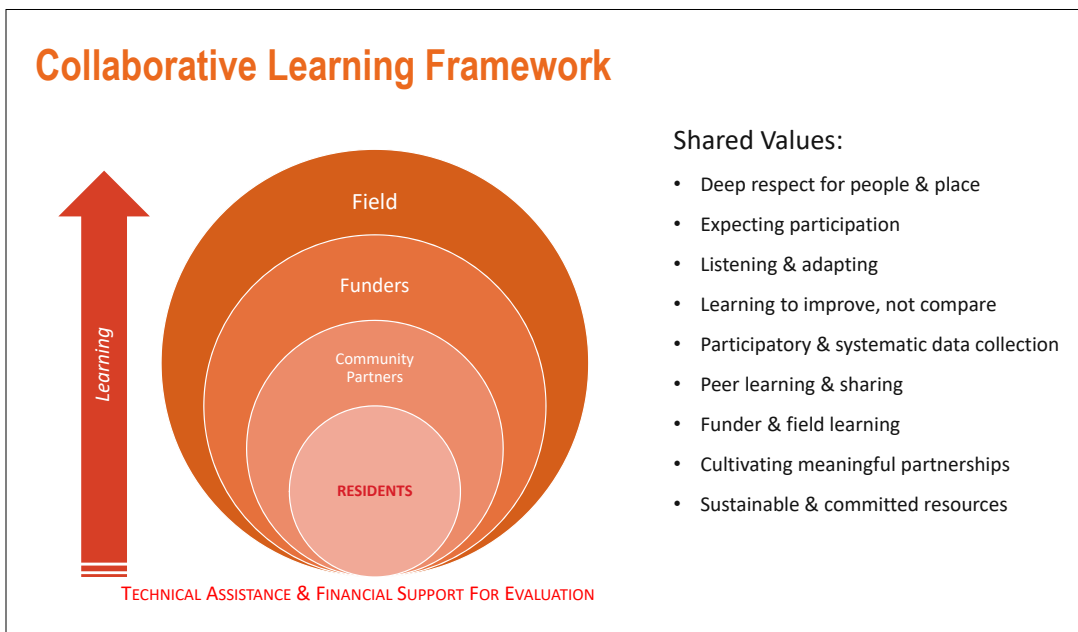 Collaborative Learning Framework
Learning
Field
Funders
Community
Partners
RESIDENTS
TECHNICAL ASSISTANCE & FINANCIAL SUPPORT FOR EVALUATION
Shared Values:
• Deep respect for people & place
• Expecting participation
• Listening & adapting
• Learning to improve, not compare
• Participatory & systematic data collection
• Peer learning & sharing
• Funder & field learning
• Cultivating meaningful partnerships
• Sustainable & committed resources